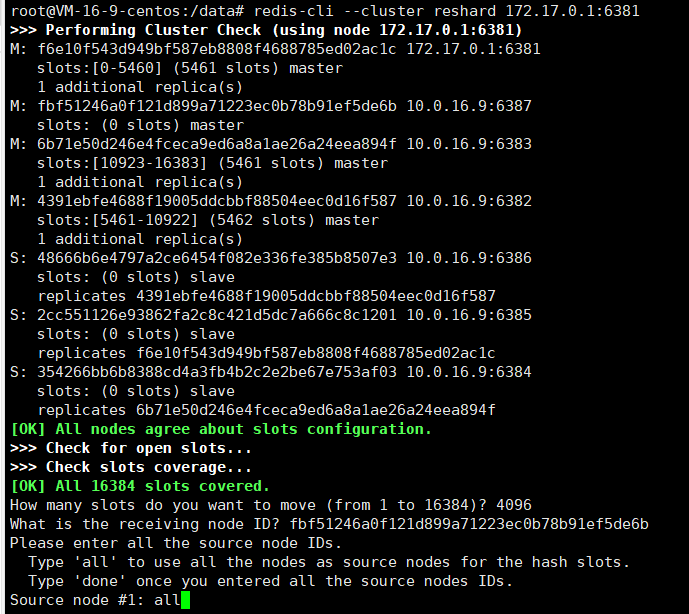 root@VM-16-9-centos:/data# redis-cli --cluster reshard 172.17.0.1:6381
>>> Performing Cluster Check (using node 172.17.0.1:6381)
M: f6e10f543d949bf587eb8808f4688785ed02ac1c 172.17.0.1:6381
   slots:[0-5460] (5461 slots) master
   1 additional replica(s)
M: fbf51246a0f121d899a71223ec0b78b91ef5de6b 10.0.16.9:6387
   slots: (0 slots) master
M: 6b71e50d246e4fceca9ed6a8a1ae26a24eea894f 10.0.16.9:6383
   slots:[10923-16383] (5461 slots) master
   1 additional replica(s)
M: 4391ebfe4688f19005ddcbbf88504eec0d16f587 10.0.16.9:6382
   slots:[5461-10922] (5462 slots) master
   1 additional replica(s)
S: 48666b6e4797a2ce6454f082e336fe385b8507e3 10.0.16.9:6386
   slots: (0 slots) slave
   replicates 4391ebfe4688f19005ddcbbf88504eec0d16f587
S: 2cc551126e93862fa2c8c421d5dc7a666c8c1201 10.0.16.9:6385
   slots: (0 slots) slave
   replicates f6e10f543d949bf587eb8808f4688785ed02ac1c
S: 354266bb6b8388cd4a3fb4b2c2e2be67e753af03 10.0.16.9:6384
   slots: (0 slots) slave
   replicates 6b71e50d246e4fceca9ed6a8a1ae26a24eea894f
[OK] All nodes agree about slots configuration.
>>> Check for open slots...
>>> Check slots coverage...
[OK] All 16384 slots covered.
How many slots do you want to move (from 1 to 16384)? 4096
What is the receiving node ID? fbf51246a0f121d899a71223ec0b78b91ef5de6b
Please enter all the source node IDs.
  Type 'all' to use all the nodes as source nodes for the hash slots.
  Type 'done' once you entered all the source nodes IDs.
Source node #1: all